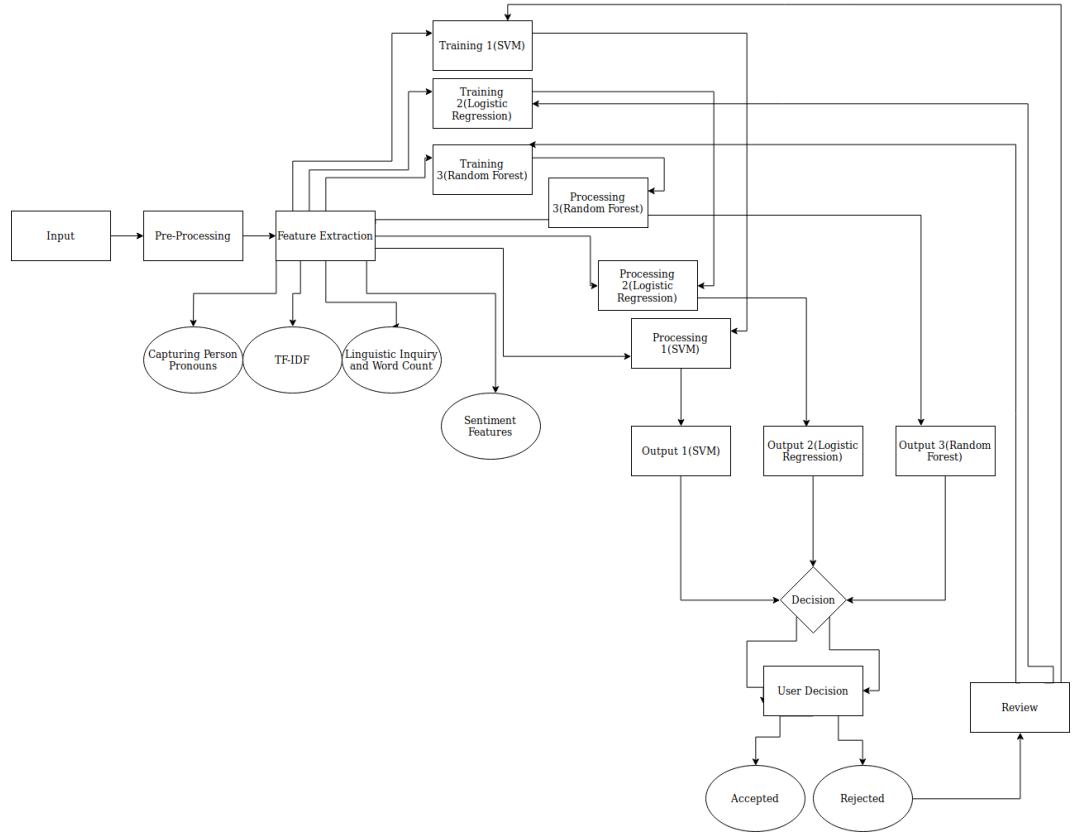 Training 1(SVM)
Training
2(Logistic
Regression)
Training
3(Random Forest)
Processing
3(Random Forest)
Input
Pre-Processing
Feature Extraction
Processing
2(Logistic
Regression)
Processing
1(SVM)
Capturing Person
Pronouns
TF-IDF
Linguistic Inquiry
and Word Count
Sentiment
Features
Output 1(SVM)
Output 2(Logistic
Regression)
Output 3(Random
Forest)
Decision
User Decision
Review
Accepted
Rejected